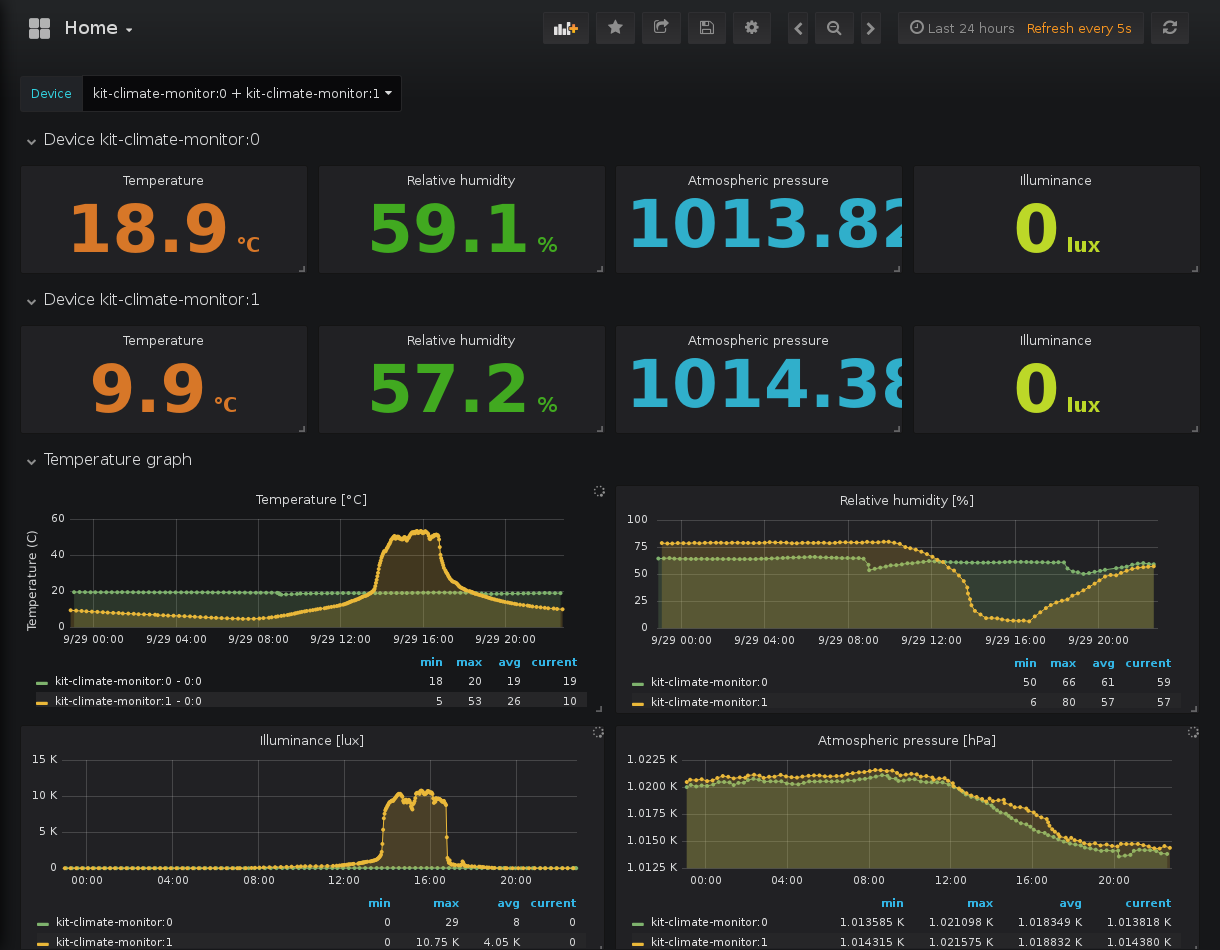 Home
Last 24 hours Refresh every 5s
Device kit-climate-monitor:0 + kit-climate-monitor:1
Device kit-climate-monitor:0
Temperature Relative humidity Atmospheric pressure Illuminance
18.9 °C 59.1 % 1013.82 0 lux
Device kit-climate-monitor:1
Temperature Relative humidity Atmospheric pressure Illuminance
9.9 °C 57.2 % 1014.38 0 lux
Temperature graph
Temperature [°C]
Temperature (C)
60
40
20
0
9/29 00:00 9/29 04:00 9/29 08:00 9/29 12:00 9/29 16:00 9/29 20:00
min max avg current
kit-climate-monitor:0 - 0:0 18 20 19 19
kit-climate-monitor:1 - 0:0 5 53 26 10
Relative humidity [%]
100
75
50
25
0
9/29 00:00 9/29 04:00 9/29 08:00 9/29 12:00 9/29 16:00 9/29 20:00
min max avg current
kit-climate-monitor:0 50 66 61 59
kit-climate-monitor:1 6 80 57 57
Illuminance [lux]
15 K
10 K
5 K
0
00:00 04:00 08:00 12:00 16:00 20:00
min max avg current
kit-climate-monitor:0 0 29 8 0
kit-climate-monitor:1 0 10.75 K 4.05 K 0
Atmospheric pressure [hPa]
1.0225 K
1.0200 K
1.0175 K
1.0150 K
1.0125 K
00:00 04:00 08:00 12:00 16:00 20:00
min max avg current
kit-climate-monitor:0 1.013585 K 1.021098 K 1.018349 K 1.013818 K
kit-climate-monitor:1 1.014315 K 1.021575 K 1.018832 K 1.014380 K